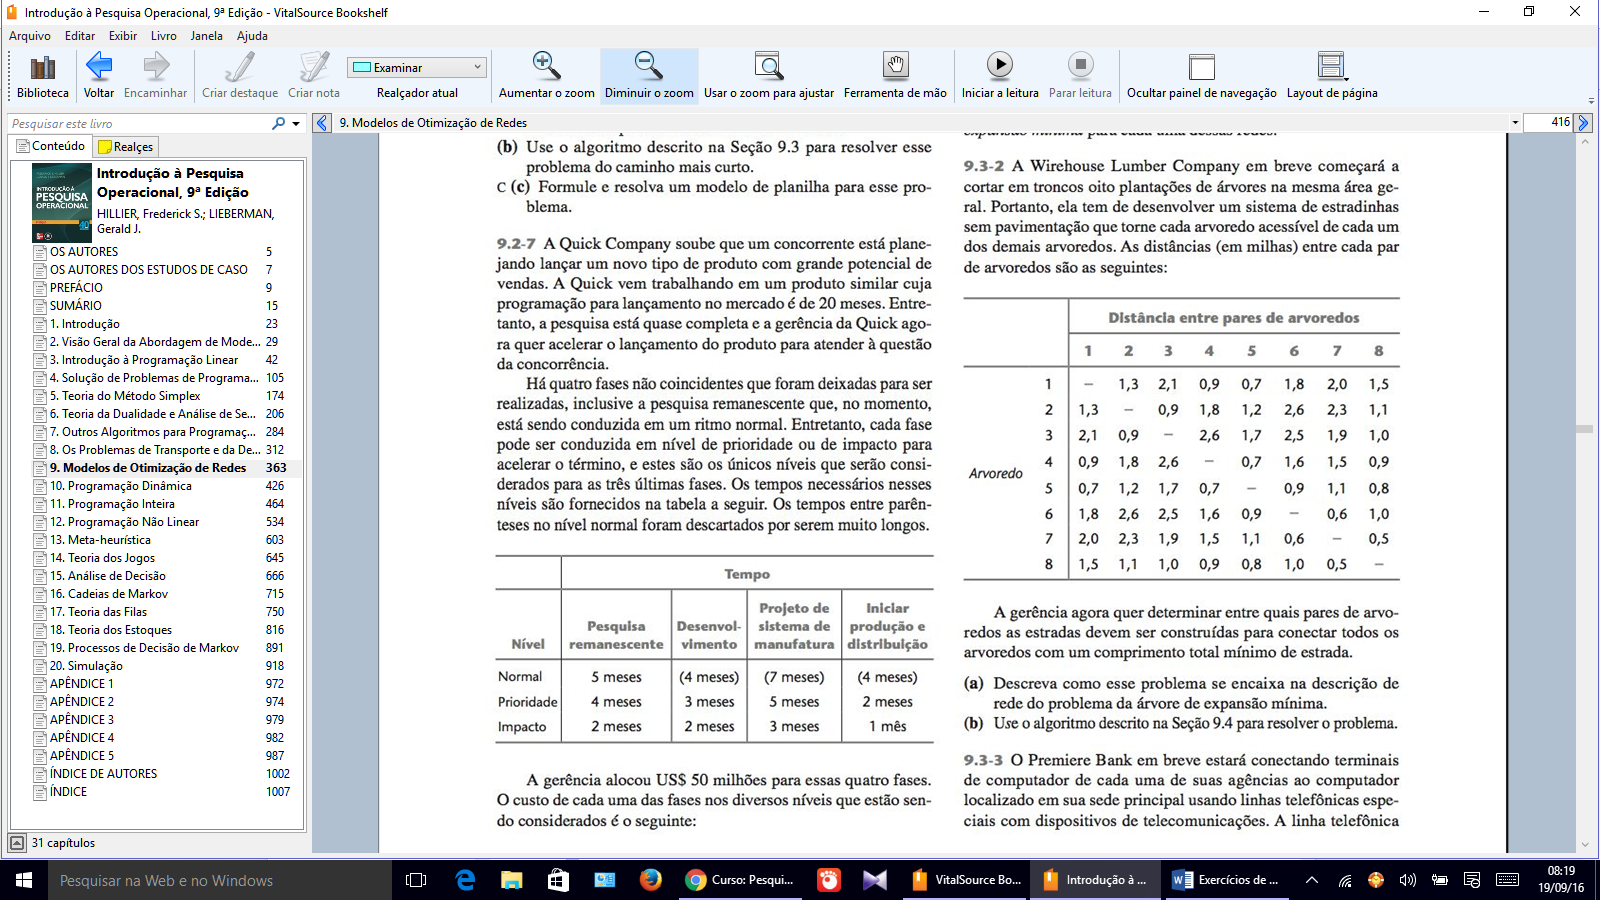 Introdução à Pesquisa Operacional, 9ª Edição - VitalSource Bookshelf
Arquivo Editar Exibir Livro Janela Ajuda
Biblioteca Voltar Encaminhar Criar destaque Criar nota Examinar Realçador atual Aumentar o zoom Diminuir o zoom Usar o zoom para ajustar Ferramenta de mão Iniciar a leitura Parar leitura Ocultar painel de navegação Layout de página
Pesquisar este livro
9. Modelos de Otimização de Redes
416
Conteúdo Realçes
Introdução à Pesquisa
Operacional, 9ª Edição
HILLIER, Frederick S.; LIEBERMAN,
Gerald J.
INTRODUÇÃO À
PESQUISA
OPERACIONAL
OS AUTORES 5
OS AUTORES DOS ESTUDOS DE CASO 7
PREFÁCIO 9
SUMÁRIO 15
1. Introdução 23
2. Visão Geral da Abordagem de Mode... 29
3. Introdução à Programação Linear 42
4. Solução de Problemas de Programa... 105
5. Teoria do Método Simplex 174
6. Teoria da Dualidade e Análise de Se... 206
7. Outros Algoritmos para Programaç... 284
8. Os Problemas de Transporte e da De... 312
9. Modelos de Otimização de Redes 363
10. Programação Dinâmica 426
11. Programação Inteira 464
12. Programação Não Linear 534
13. Meta-heurística 603
14. Teoria dos Jogos 645
15. Análise de Decisão 666
16. Cadeias de Markov 715
17. Teoria das Filas 750
18. Teoria dos Estoques 816
19. Processos de Decisão de Markov 891
20. Simulação 918
APÊNDICE 1 972
APÊNDICE 2 974
APÊNDICE 3 979
APÊNDICE 4 982
APÊNDICE 5 987
ÍNDICE DE AUTORES 1002
ÍNDICE 1007
31 capítulos
(b) Use o algoritmo descrito na Seção 9.3 para resolver esse
problema do caminho mais curto.
C (c) Formule e resolva um modelo de planilha para esse pro-
blema.
9.2-7 A Quick Company soube que um concorrente está plane-
jando lançar um novo tipo de produto com grande potencial de
vendas. A Quick vem trabalhando em um produto similar cuja
programação para lançamento no mercado é de 20 meses. Entre-
tanto, a pesquisa está quase completa e a gerência da Quick ago-
ra quer acelerar o lançamento do produto para atender à questão
da concorrência.
Há quatro fases não coincidentes que foram deixadas para ser
realizadas, inclusive a pesquisa remanescente que, no momento,
está sendo conduzida em um ritmo normal. Entretanto, cada fase
pode ser conduzida em nível de prioridade ou de impacto para
acelerar o término, e estes são os únicos níveis que serão consi-
derados para as três últimas fases. Os tempos necessários nesses
níveis são fornecidos na tabela a seguir. Os tempos entre parên-
teses no nível normal foram descartados por serem muito longos.
Tempo
Nível Pesquisa remanescente Desenvol-vimento Projeto de sistema de manufatura Iniciar produção e distribuição
Normal 5 meses (4 meses) (7 meses) (4 meses)
Prioridade 4 meses 3 meses 5 meses 2 meses
Impacto 2 meses 2 meses 3 meses 1 mês
A gerência alocou US$ 50 milhões para essas quatro fases.
O custo de cada uma das fases nos diversos níveis que estão sen-
do considerados é o seguinte:
expansão mínima para cada uma dessas redes.
9.3-2 A Wirehouse Lumber Company em breve começará a
cortar em troncos oito plantações de árvores na mesma área ge-
ral. Portanto, ela tem de desenvolver um sistema de estradinhas
sem pavimentação que torne cada arvoredo acessível de cada um
dos demais arvoredos. As distâncias (em milhas) entre cada par
de arvoredos são as seguintes:
Distância entre pares de arvoredos
1 2 3 4 5 6 7 8
1 – 1,3 2,1 0,9 0,7 1,8 2,0 1,5
2 1,3 – 0,9 1,8 1,2 2,6 2,3 1,1
3 2,1 0,9 – 2,6 1,7 2,5 1,9 1,0
Arvoredo 4 0,9 1,8 2,6 – 0,7 1,6 1,5 0,9
5 0,7 1,2 1,7 0,7 – 0,9 1,1 0,8
6 1,8 2,6 2,5 1,6 0,9 – 0,6 1,0
7 2,0 2,3 1,9 1,5 1,1 0,6 – 0,5
8 1,5 1,1 1,0 0,9 0,8 1,0 0,5 –
A gerência agora quer determinar entre quais pares de arvo-
redos as estradas devem ser construídas para conectar todos os
arvoredos com um comprimento total mínimo de estrada.
(a) Descreva como esse problema se encaixa na descrição de
rede do problema da árvore de expansão mínima.
(b) Use o algoritmo descrito na Seção 9.4 para resolver o problema.
9.3-3 O Premiere Bank em breve estará conectando terminais
de computador de cada uma de suas agências ao computador
localizado em sua sede principal usando linhas telefônicas espe-
ciais com dispositivos de telecomunicações. A linha telefônica
Pesquisar na Web e no Windows
Curso: Pesqui... VitalSource Bo... Introdução à ... Exercícios de ...
08:19
19/09/16